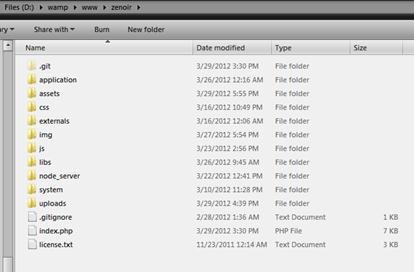 Files (D:) ▸ wamp ▸ www ▸ zenoir ▸
ry ▾ Share with ▾ Burn New folder
Name Date modified Type Size
.git 3/29/2012 3:30 PM File folder
application 3/26/2012 12:16 AM File folder
assets 3/29/2012 5:55 PM File folder
css 3/16/2012 10:49 AM File folder
externals 3/16/2012 12:06 AM File folder
img 3/27/2012 5:54 PM File folder
js 3/23/2012 2:56 PM File folder
libs 3/26/2012 9:45 AM File folder
node_server 3/22/2012 12:41 PM File folder
system 3/10/2012 11:28 PM File folder
uploads 3/29/2012 4:39 PM File folder
.gitignore 2/28/2012 1:36 AM Text Document 1 KB
index.php 3/29/2012 3:30 PM PHP File 7 KB
license.txt 11/23/2011 12:14 AM Text Document 3 KB